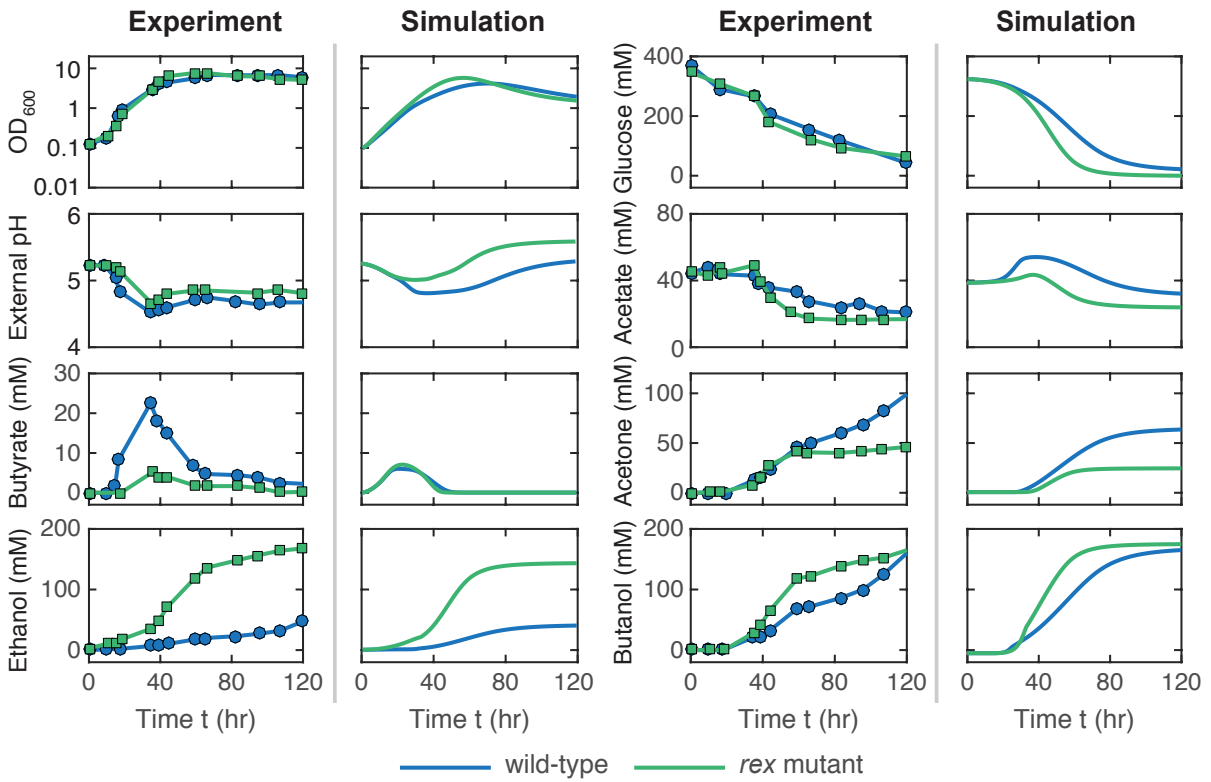 Experiment
Simulation
Experiment
Simulation
OD600
10
1
0.1
0.01
Glucose (mM)
400
200
0
External pH
6
5
4
Acetate (mM)
80
40
0
Butyrate (mM)
30
20
10
0
Acetone (mM)
100
50
0
Ethanol (mM)
200
100
0
Butanol (mM)
200
100
0
0 40 80 120
0 40 80 120
0 40 80 120
0 40 80 120
Time t (hr)
Time t (hr)
Time t (hr)
Time t (hr)
wild-type
rex mutant